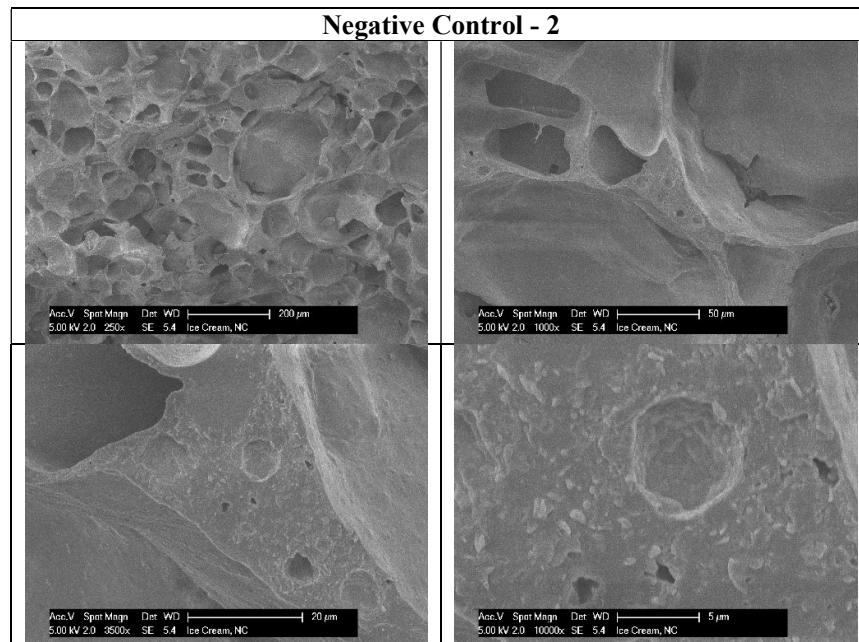 Negative Control - 2
Acc.V Spot Magn Det WD 200 µm
5.00 kV 2.0 250x SE 5.4 Ice Cream, NC
Acc.V Spot Magn Det WD 50 µm
5.00 kV 2.0 1000x SE 5.4 Ice Cream, NC
Acc.V Spot Magn Det WD 20 µm
5.00 kV 2.0 3500x SE 5.4 Ice Cream, NC
Acc.V Spot Magn Det WD 5 µm
5.00 kV 2.0 10000x SE 5.4 Ice Cream, NC